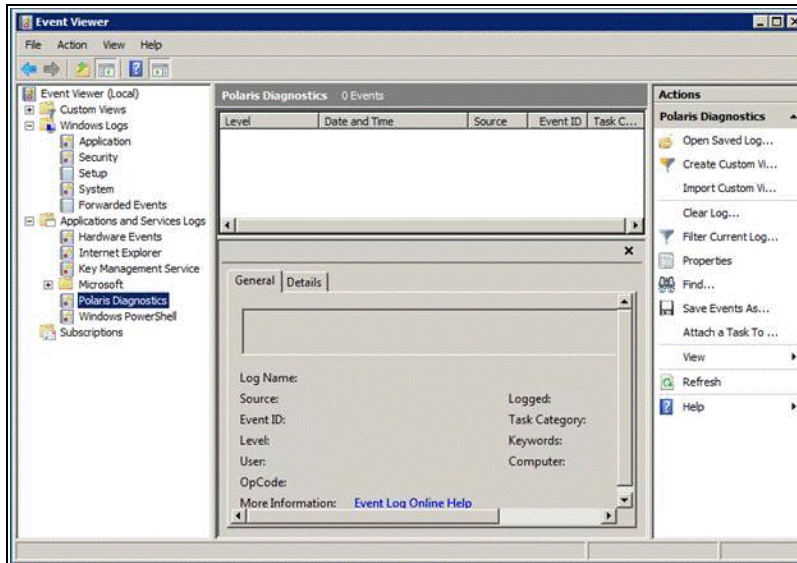 Event Viewer
File Action View Help
Event Viewer (Local)
Custom Views
Windows Logs
Application
Security
Setup
System
Forwarded Events
Applications and Services Logs
Hardware Events
Internet Explorer
Key Management Service
Microsoft
Polaris Diagnostics
Windows PowerShell
Subscriptions
Polaris Diagnostics 0 Events
Level Date and Time Source Event ID Task C...
General Details
Log Name:
Source: Logged:
Event ID: Task Category:
Level: Keywords:
User: Computer:
OpCode:
More Information: Event Log Online Help
Actions
Polaris Diagnostics
Open Saved Log...
Create Custom Vi...
Import Custom Vi...
Clear Log...
Filter Current Log...
Properties
Find...
Save Events As...
Attach a Task To ...
View
Refresh
Help